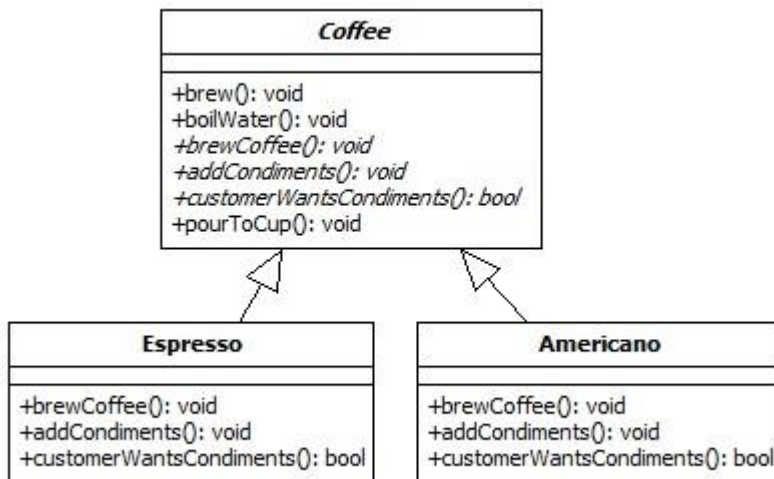 Coffee
+brew(): void
+boilWater(): void
+brewCoffee(): void
+addCondiments(): void
+customerWantsCondiments(): bool
+pourToCup(): void
Espresso
+brewCoffee(): void
+addCondiments(): void
+customerWantsCondiments(): bool
Americano
+brewCoffee(): void
+addCondiments(): void
+customerWantsCondiments(): bool